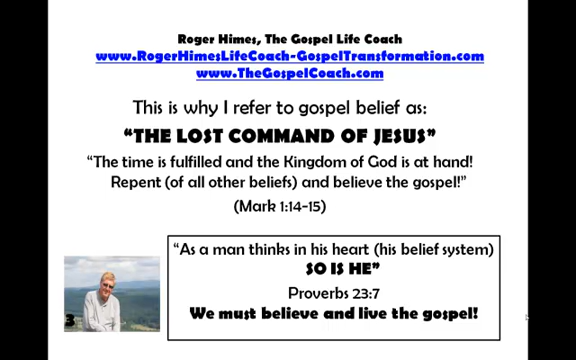 Roger Himes, The Gospel Life Coach
www.RogerHimesLifeCoach-GospelTransformation.com
www.TheGospelCoach.com
This is why I refer to gospel belief as:
“THE LOST COMMAND OF JESUS”
“The time is fulfilled and the Kingdom of God is at hand!
Repent (of all other beliefs) and believe the gospel!”
(Mark 1:14-15)
“As a man thinks in his heart (his belief system)
SO IS HE”
Proverbs 23:7
We must believe and live the gospel!
3